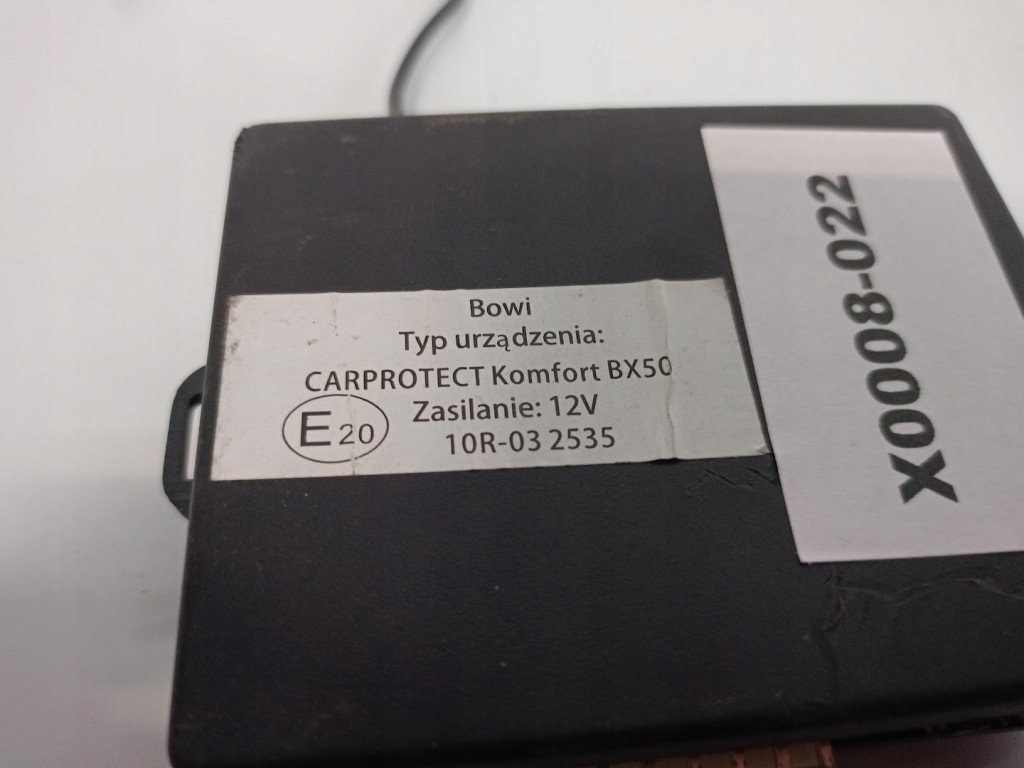 Bowi
Typ urządzenia:
CARPROTECT Komfort BX50
E20
Zasilanie: 12V
10R-03 2535
X0008-022